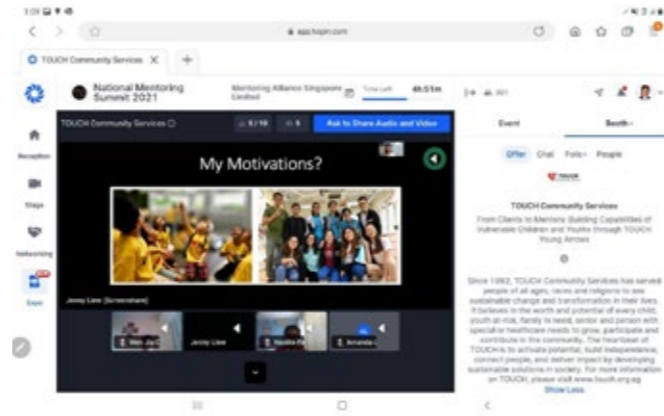 app.hopin.com
TOUCH Community Services
National Mentoring
Summit 2021
Mentoring Alliance Singapore
Limited
Time Left
4h 51m
TOUCH Community Services
5/10
5
Ask to Share Audio and Video
My Motivations?
Jenny Liew [Screenshare]
Jenny Liew
Reception
Stage
Networking
Expo
Event
Booth
Offer
Chat
Polls
People
TOUCH
TOUCH Community Services
From Clients to Mentors: Building Capabilities of
Vulnerable Children and Youths through TOUCH
Young Arrows
Since 1992, TOUCH Community Services has served
people of all ages, races and religions to see
sustainable change and transformation in their lives.
It believes in the worth and potential of every child,
youth-at-risk, family in need, senior and person with
special or healthcare needs to grow, participate and
contribute in the community. The heartbeat of
TOUCH is to activate potential, build independence,
connect people, and deliver impact by developing
sustainable solutions in society. For more information
on TOUCH, please visit www.touch.org.sg
Show Less